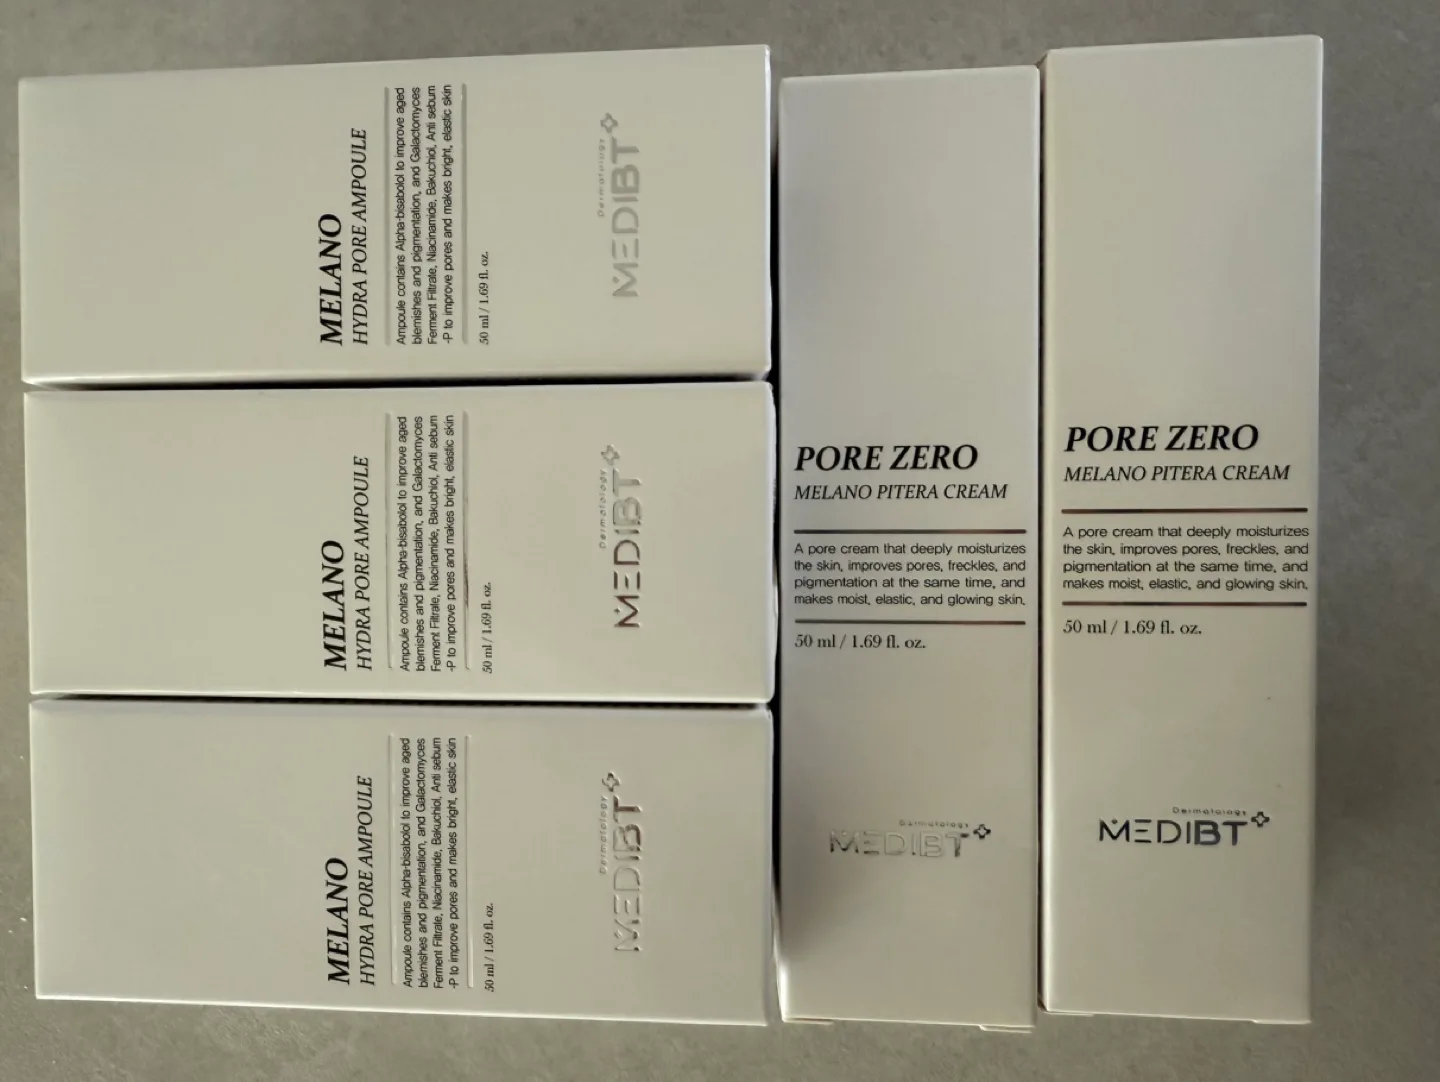 MELANO
HYDRA PORE AMPOULE
Ampoule contains Alpha-bisabolol to improve aged
blemishes and pigmentation, and Galactomyces
Ferment Filtrate, Niacinamide, Bakuchiol, Anti sebum
-P to improve pores and makes bright, elastic skin
50 ml / 1.69 fl. oz.
Dermatology
MEDIBT
MELANO
HYDRA PORE AMPOULE
Ampoule contains Alpha-bisabolol to improve aged
blemishes and pigmentation, and Galactomyces
Ferment Filtrate, Niacinamide, Bakuchiol, Anti sebum
-P to improve pores and makes bright, elastic skin
50 ml / 1.69 fl. oz.
Dermatology
MEDIBT
MELANO
HYDRA PORE AMPOULE
Ampoule contains Alpha-bisabolol to improve aged
blemishes and pigmentation, and Galactomyces
Ferment Filtrate, Niacinamide, Bakuchiol, Anti sebum
-P to improve pores and makes bright, elastic skin
50 ml / 1.69 fl. oz.
Dermatology
MEDIBT
PORE ZERO
MELANO PITERA CREAM
A pore cream that deeply moisturizes
the skin, improves pores, freckles, and
pigmentation at the same time, and
makes moist, elastic, and glowing skin.
50 ml / 1.69 fl. oz.
Dermatology
MEDIBT
PORE ZERO
MELANO PITERA CREAM
A pore cream that deeply moisturizes
the skin, improves pores, freckles, and
pigmentation at the same time, and
makes moist, elastic, and glowing skin.
50 ml / 1.69 fl. oz.
Dermatology
MEDIBT